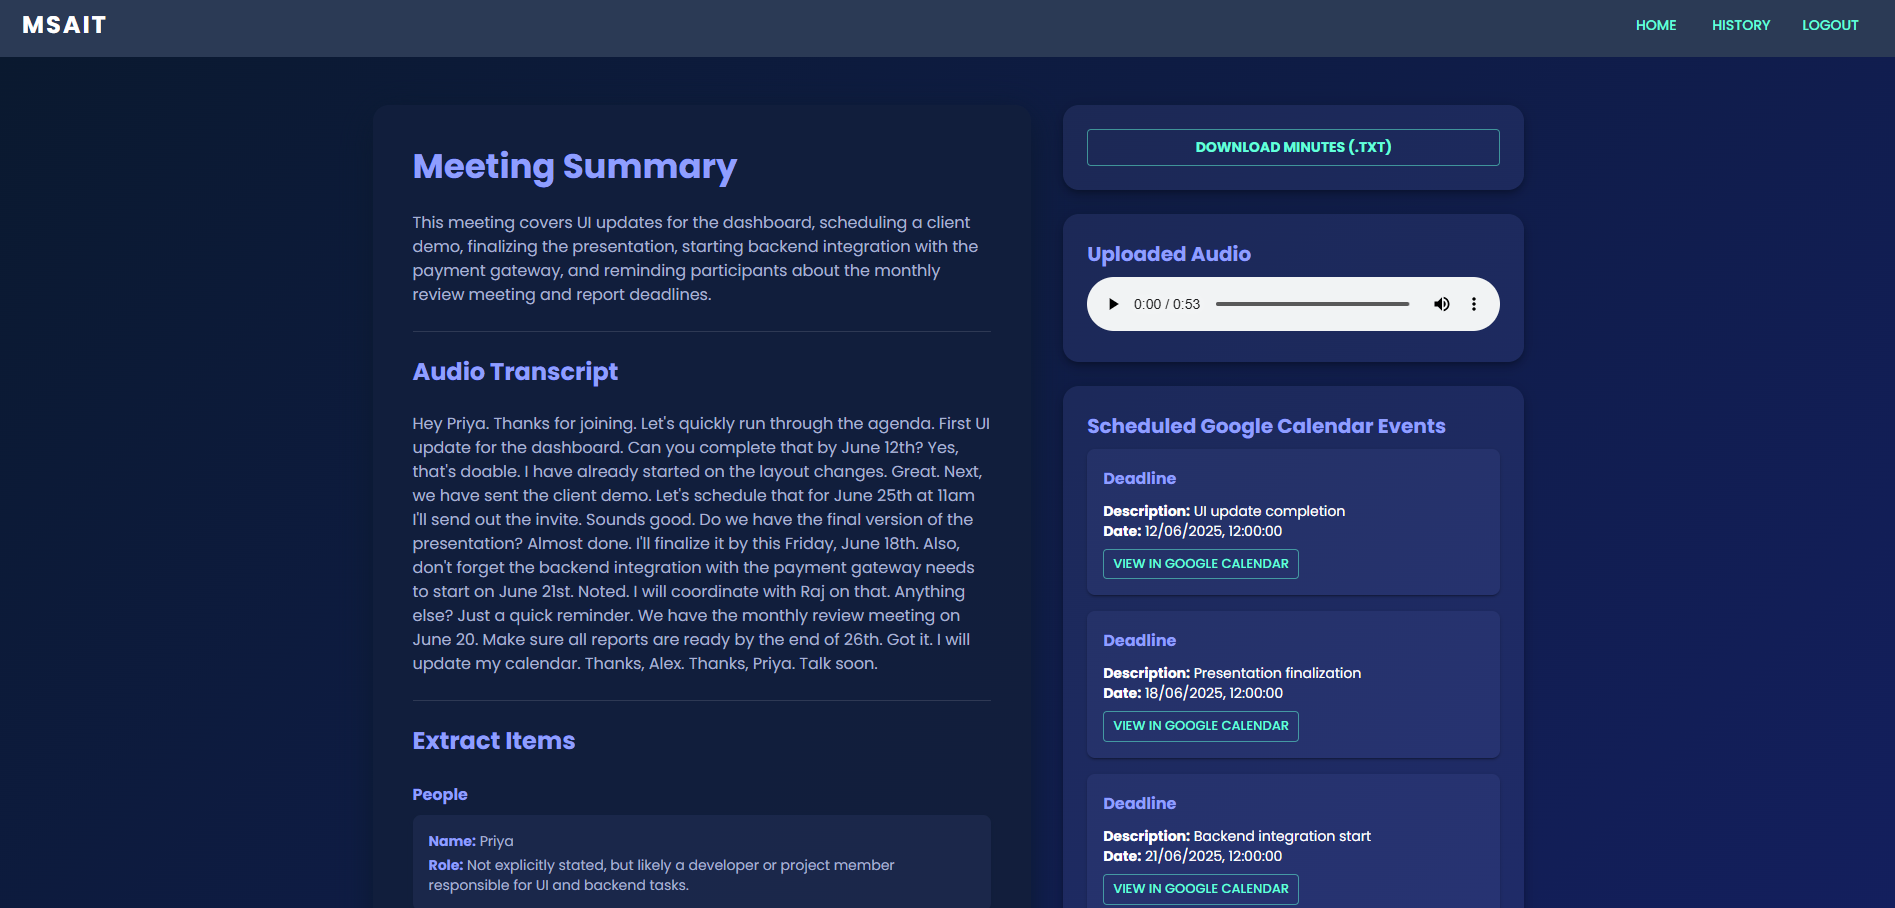 MSAIT
HOME
HISTORY
LOGOUT
Meeting Summary
This meeting covers UI updates for the dashboard, scheduling a client
demo, finalizing the presentation, starting backend integration with the
payment gateway, and reminding participants about the monthly
review meeting and report deadlines.
Audio Transcript
Hey Priya. Thanks for joining. Let's quickly run through the agenda. First UI
update for the dashboard. Can you complete that by June 12th? Yes,
that's doable. I have already started on the layout changes. Great. Next,
we have sent the client demo. Let's schedule that for June 25th at 11am
I'll send out the invite. Sounds good. Do we have the final version of the
presentation? Almost done. I'll finalize it by this Friday, June 18th. Also,
don't forget the backend integration with the payment gateway needs
to start on June 21st. Noted. I will coordinate with Raj on that. Anything
else? Just a quick reminder. We have the monthly review meeting on
June 20. Make sure all reports are ready by the end of 26th. Got it. I will
update my calendar. Thanks, Alex. Thanks, Priya. Talk soon.
Extract Items
People
Name: Priya
Role: Not explicitly stated, but likely a developer or project member
responsible for UI and backend tasks.
DOWNLOAD MINUTES (.TXT)
Uploaded Audio
0:00 / 0:53
Scheduled Google Calendar Events
Deadline
Description: UI update completion
Date: 12/06/2025, 12:00:00
VIEW IN GOOGLE CALENDAR
Deadline
Description: Presentation finalization
Date: 18/06/2025, 12:00:00
VIEW IN GOOGLE CALENDAR
Deadline
Description: Backend integration start
Date: 21/06/2025, 12:00:00
VIEW IN GOOGLE CALENDAR